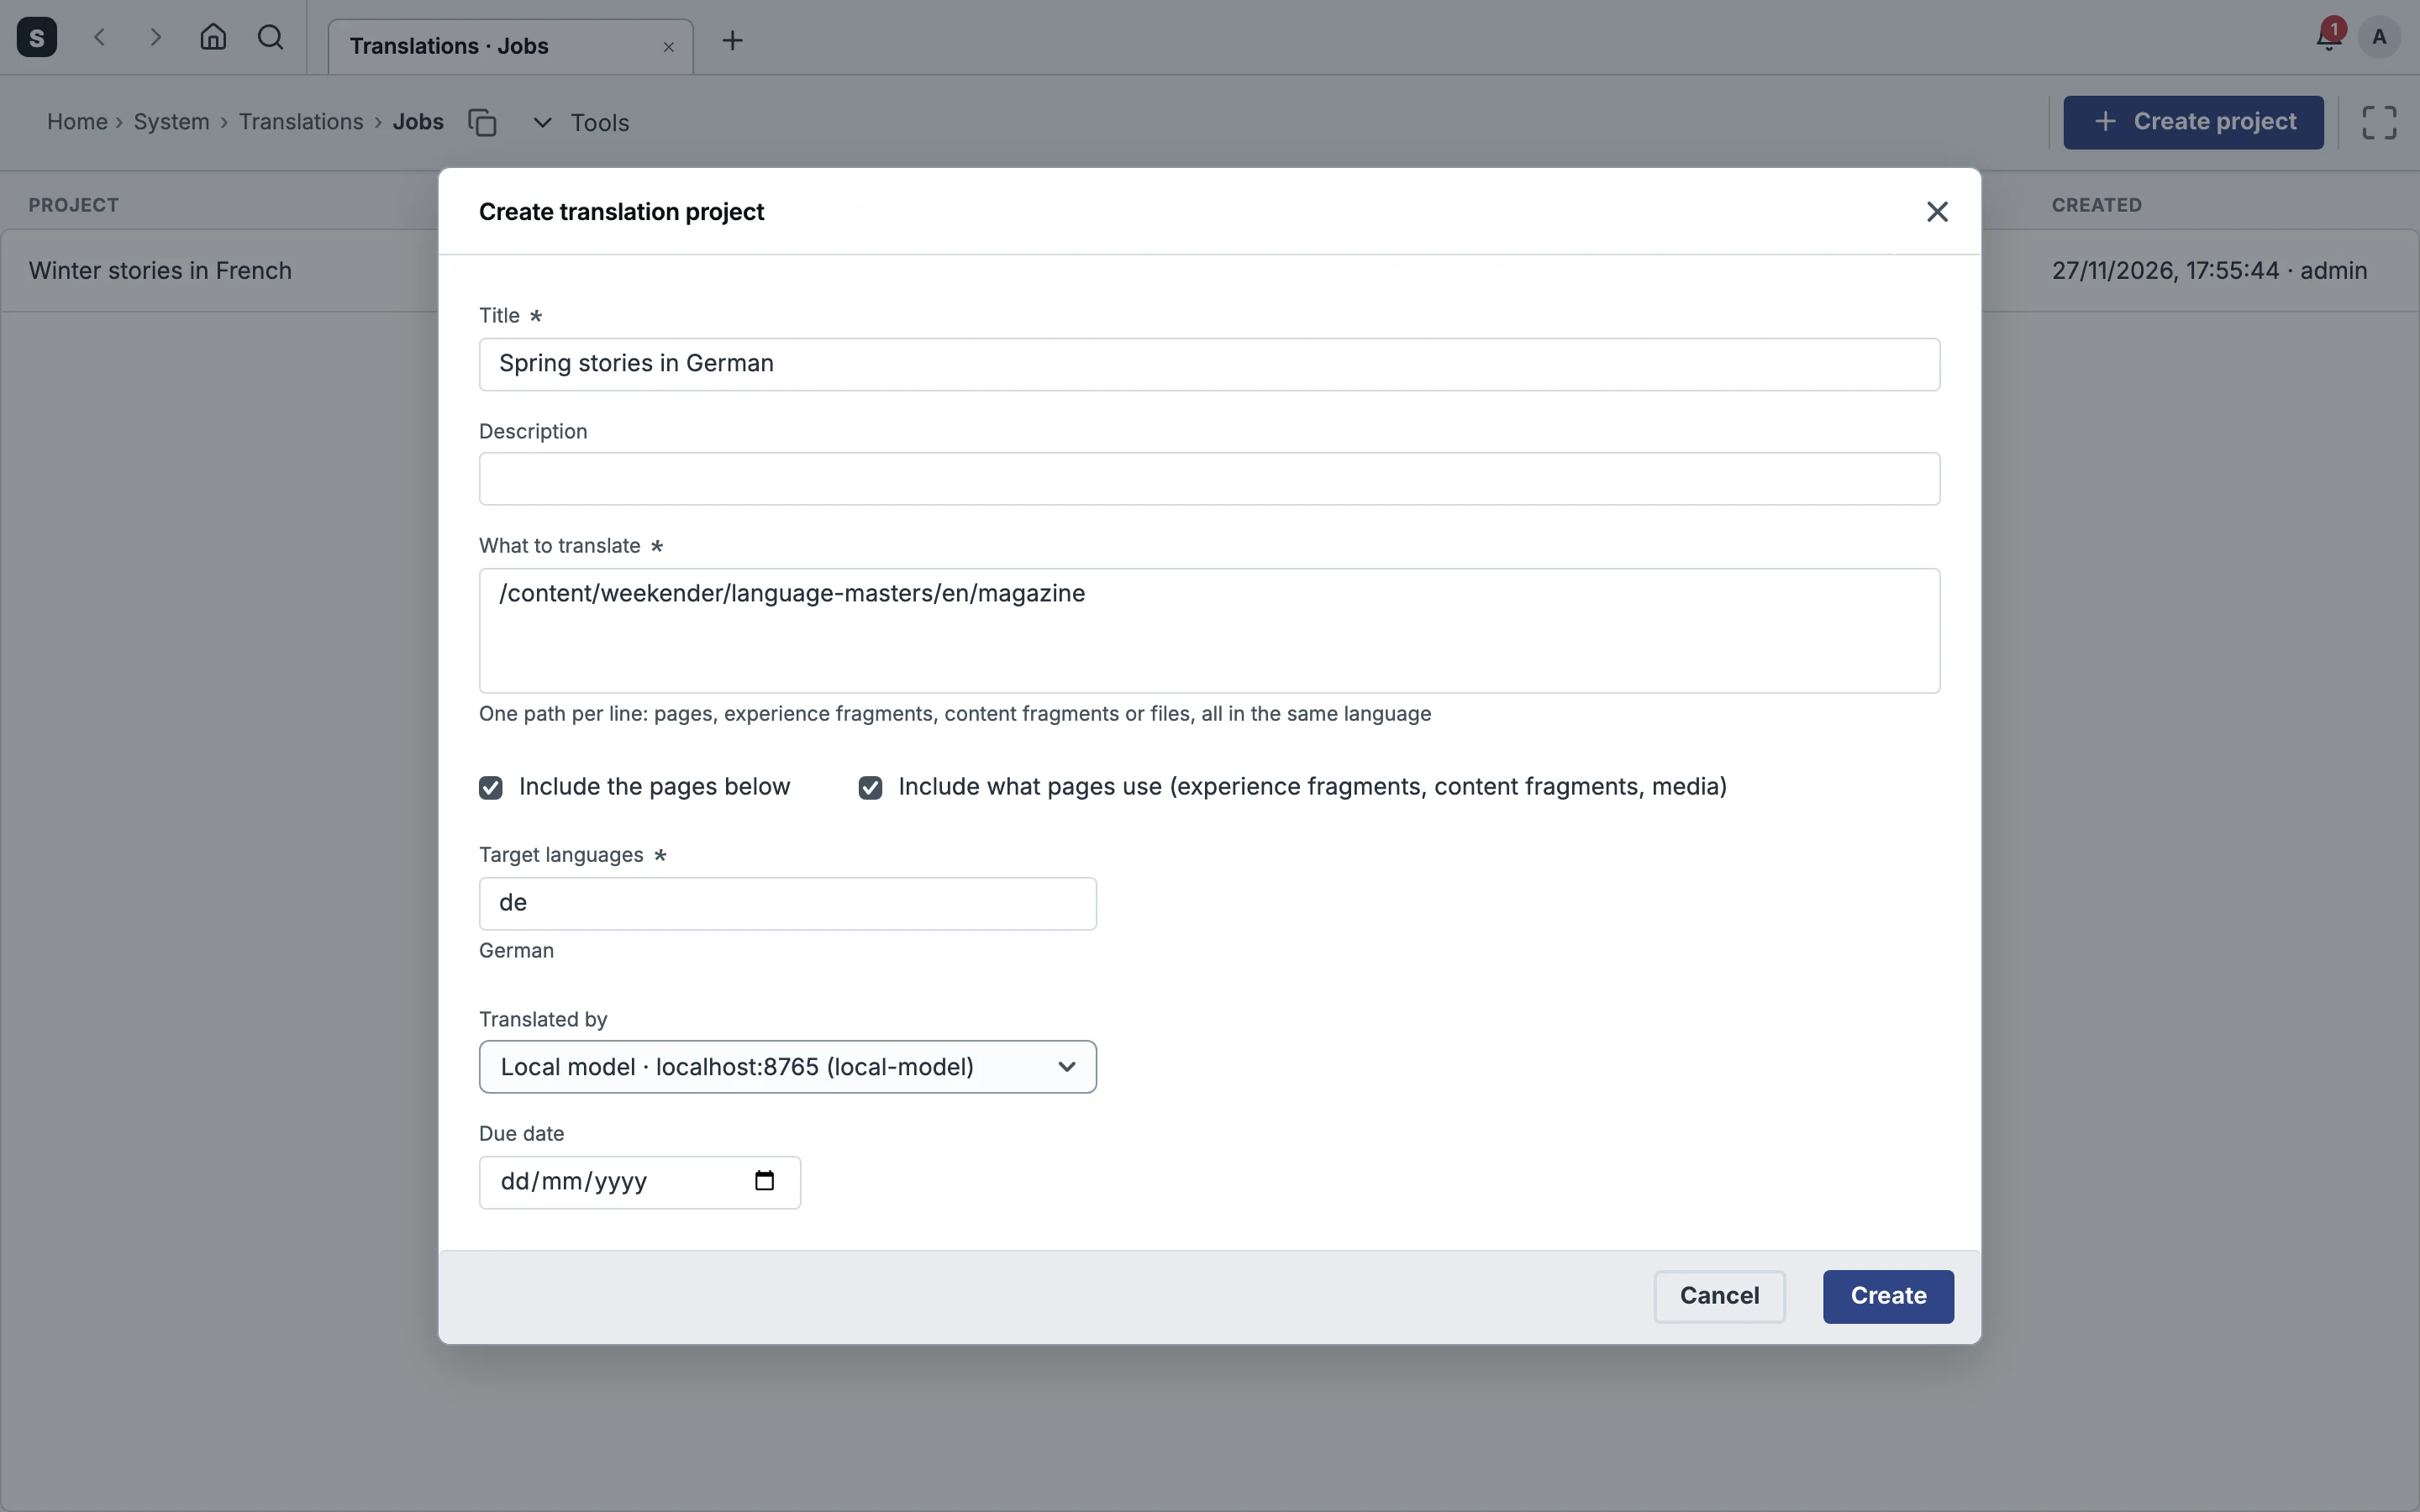 S
Translations · Jobs
1
A
Home › System › Translations › Jobs
Tools
+ Create project
PROJECT
CREATED
Winter stories in French
27/11/2026, 17:55:44 · admin
Create translation project
Title *
Spring stories in German
Description
What to translate *
/content/weekender/language-masters/en/magazine
One path per line: pages, experience fragments, content fragments or files, all in the same language
Include the pages below
Include what pages use (experience fragments, content fragments, media)
Target languages *
de
German
Translated by
Local model · localhost:8765 (local-model)
Due date
dd/mm/yyyy
Cancel
Create